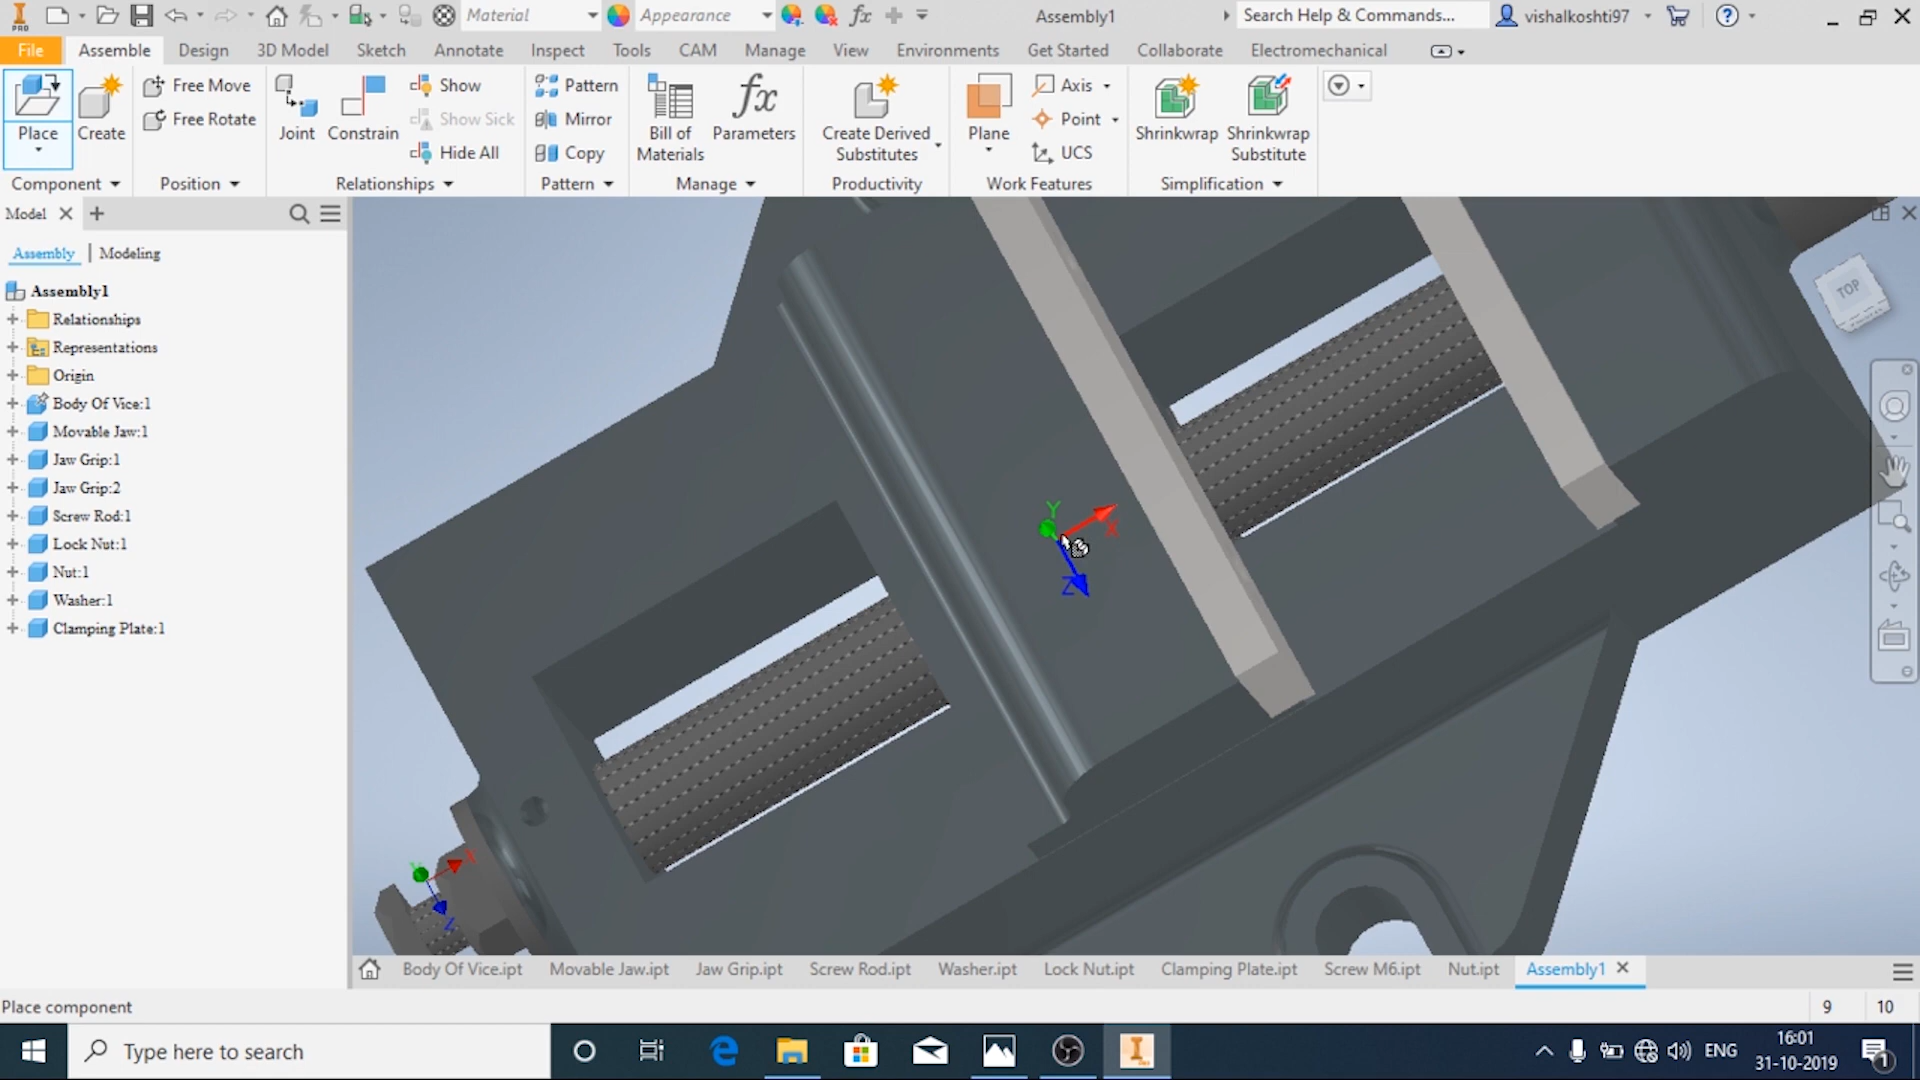 PRO
Material
Appearance
fx
Assembly1
Search Help & Commands...
vishalkoshti97
File
Assemble
Design
3D Model
Sketch
Annotate
Inspect
Tools
CAM
Manage
View
Environments
Get Started
Collaborate
Electromechanical
Place
Create
Free Move
Free Rotate
Joint
Constrain
Show
Show Sick
Hide All
Pattern
Mirror
Copy
Bill of
Materials
fx
Parameters
Create Derived
Substitutes
Plane
Axis
Point
UCS
Shrinkwrap
Shrinkwrap
Substitute
Component
Position
Relationships
Pattern
Manage
Productivity
Work Features
Simplification
Model
Assembly
Modeling
Assembly1
Relationships
Representations
Origin
Body Of Vice:1
Movable Jaw:1
Jaw Grip:1
Jaw Grip:2
Screw Rod:1
Lock Nut:1
Nut:1
Washer:1
Clamping Plate:1
TOP
Y
X
Z
Y
X
Z
Body Of Vice.ipt
Movable Jaw.ipt
Jaw Grip.ipt
Screw Rod.ipt
Washer.ipt
Lock Nut.ipt
Clamping Plate.ipt
Screw M6.ipt
Nut.ipt
Assembly1
Place component
9
10
Type here to search
ENG
16:01
31-10-2019
1